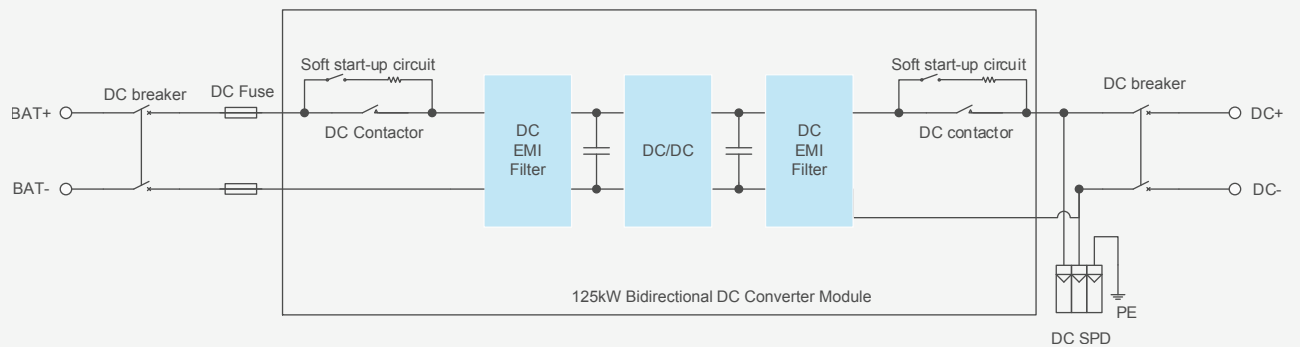 Soft start-up circuit
Soft start-up circuit
DC breaker
DC Fuse
DC breaker
BAT+
DC Contactor
DC
EMI
Filter
DC/DC
DC
EMI
Filter
DC contactor
DC+
BAT-
DC-
125kW Bidirectional DC Converter Module
PE
DC SPD